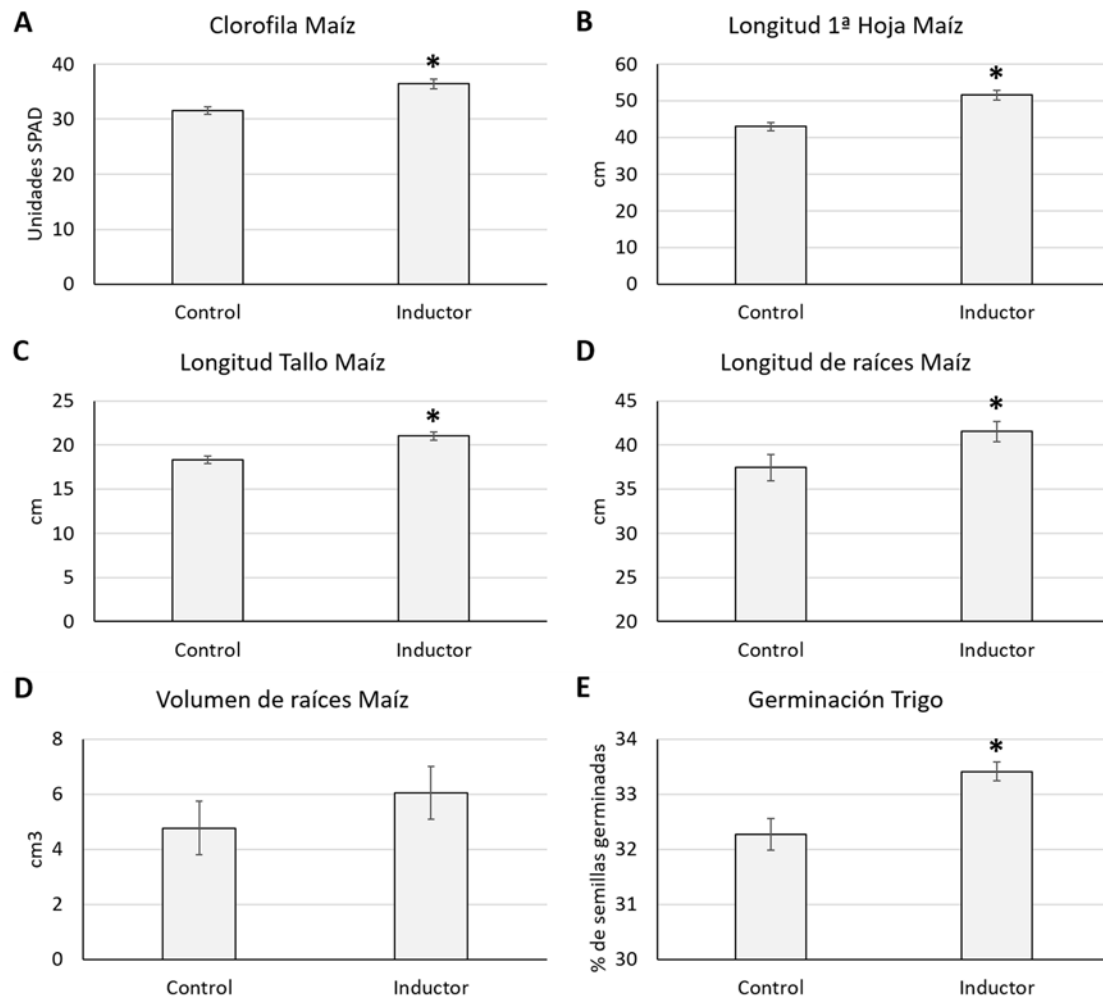 A
Clorofila Maíz
Unidades SPAD
40
30
20
10
0
*
Control
Inductor
B
Longitud 1ª Hoja Maíz
cm
60
50
40
30
20
10
0
*
Control
Inductor
C
Longitud Tallo Maíz
cm
25
20
15
10
5
0
*
Control
Inductor
D
Longitud de raíces Maíz
cm
45
40
35
30
25
20
*
Control
Inductor
D
Volumen de raíces Maíz
cm3
8
6
4
2
0
Control
Inductor
E
Germinación Trigo
% de semillas germinadas
34
33
32
31
30
*
Control
Inductor